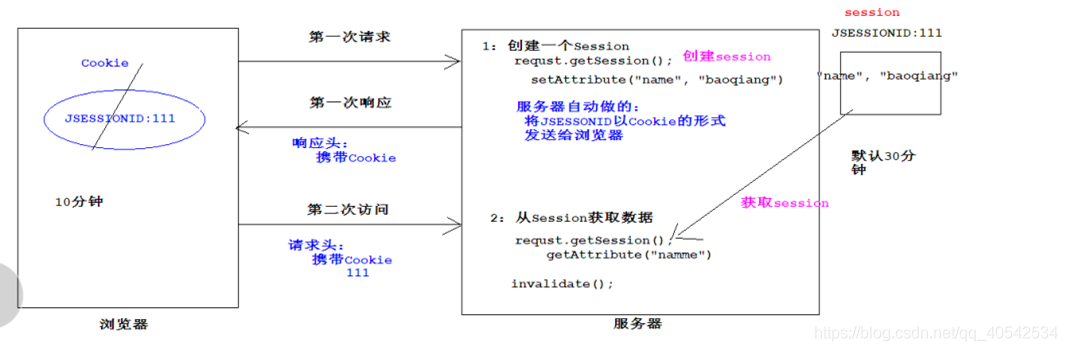 session
JSESSIONID:111
第一次请求
1: 创建一个Session
requst.getSession();
创建session
setAttribute("name", "baoqiang")
"name", "baoqiang"
Cookie
JSESSIONID:111
第一次响应
服务器自动做的:
将JSESSONID以Cookie的形式
发送给浏览器
响应头:
携带Cookie
默认30分
钟
10分钟
第二次访问
获取session
2: 从Session获取数据
requst.getSession();
getAttribute("namme")
请求头:
携带Cookie
111
invalidate();
浏览器
服务器
https://blog.csdn.net/qq_40542534